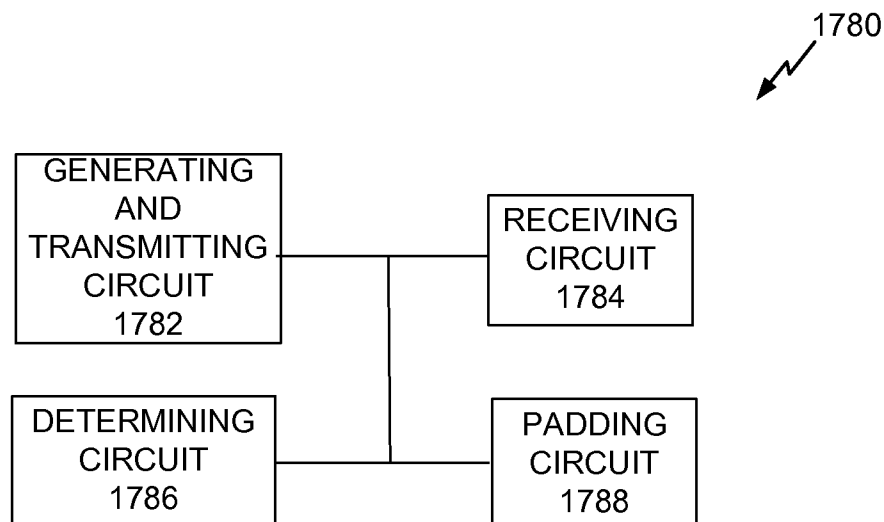 1780
GENERATING
AND
TRANSMITTING
CIRCUIT
1782
RECEIVING
CIRCUIT
1784
DETERMINING
CIRCUIT
1786
PADDING
CIRCUIT
1788